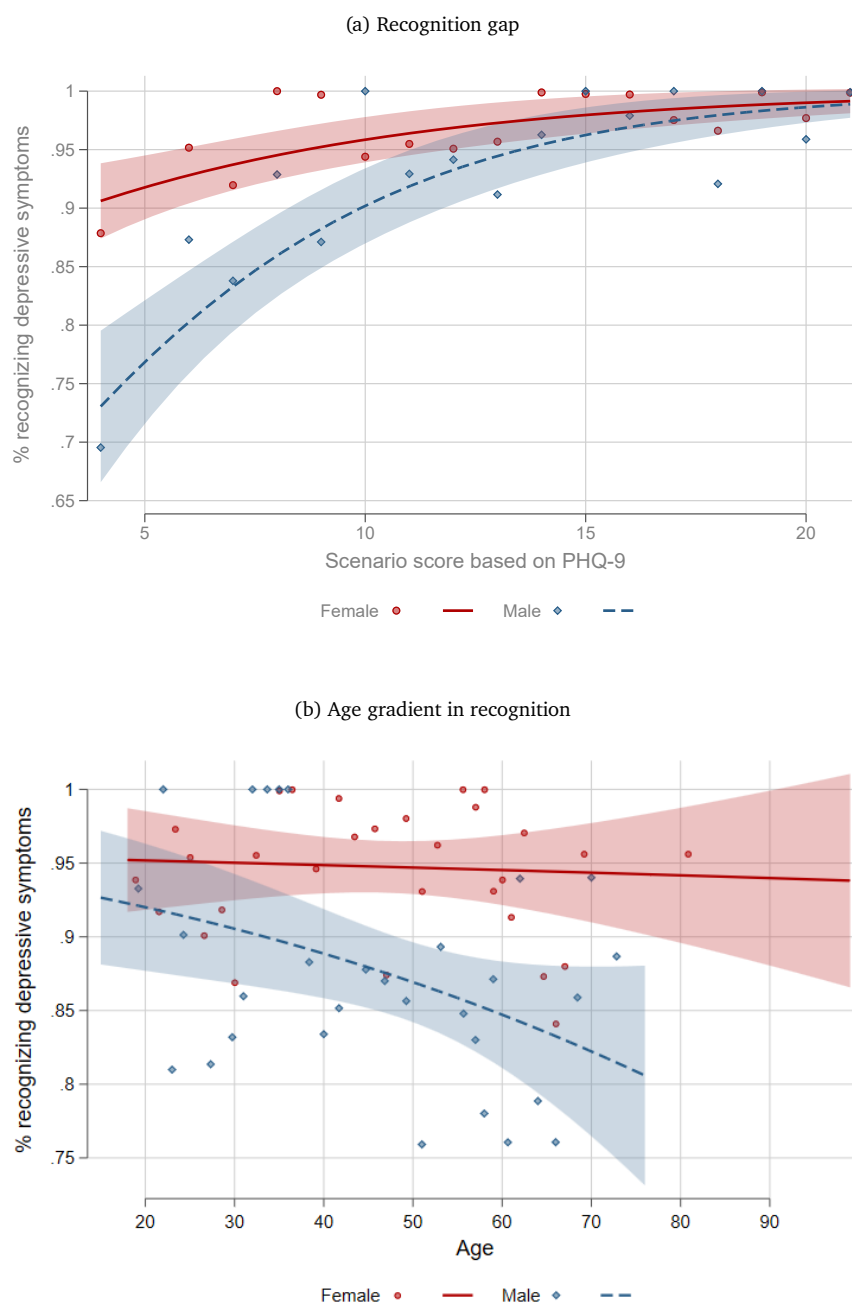 (a) Recognition gap
% recognizing depressive symptoms
1
.95
.9
.85
.8
.75
.7
.65
5 10 15 20
Scenario score based on PHQ-9
Female Male
(b) Age gradient in recognition
% recognizing depressive symptoms
1
.95
.9
.85
.8
.75
20 30 40 50 60 70 80 90
Age
Female Male